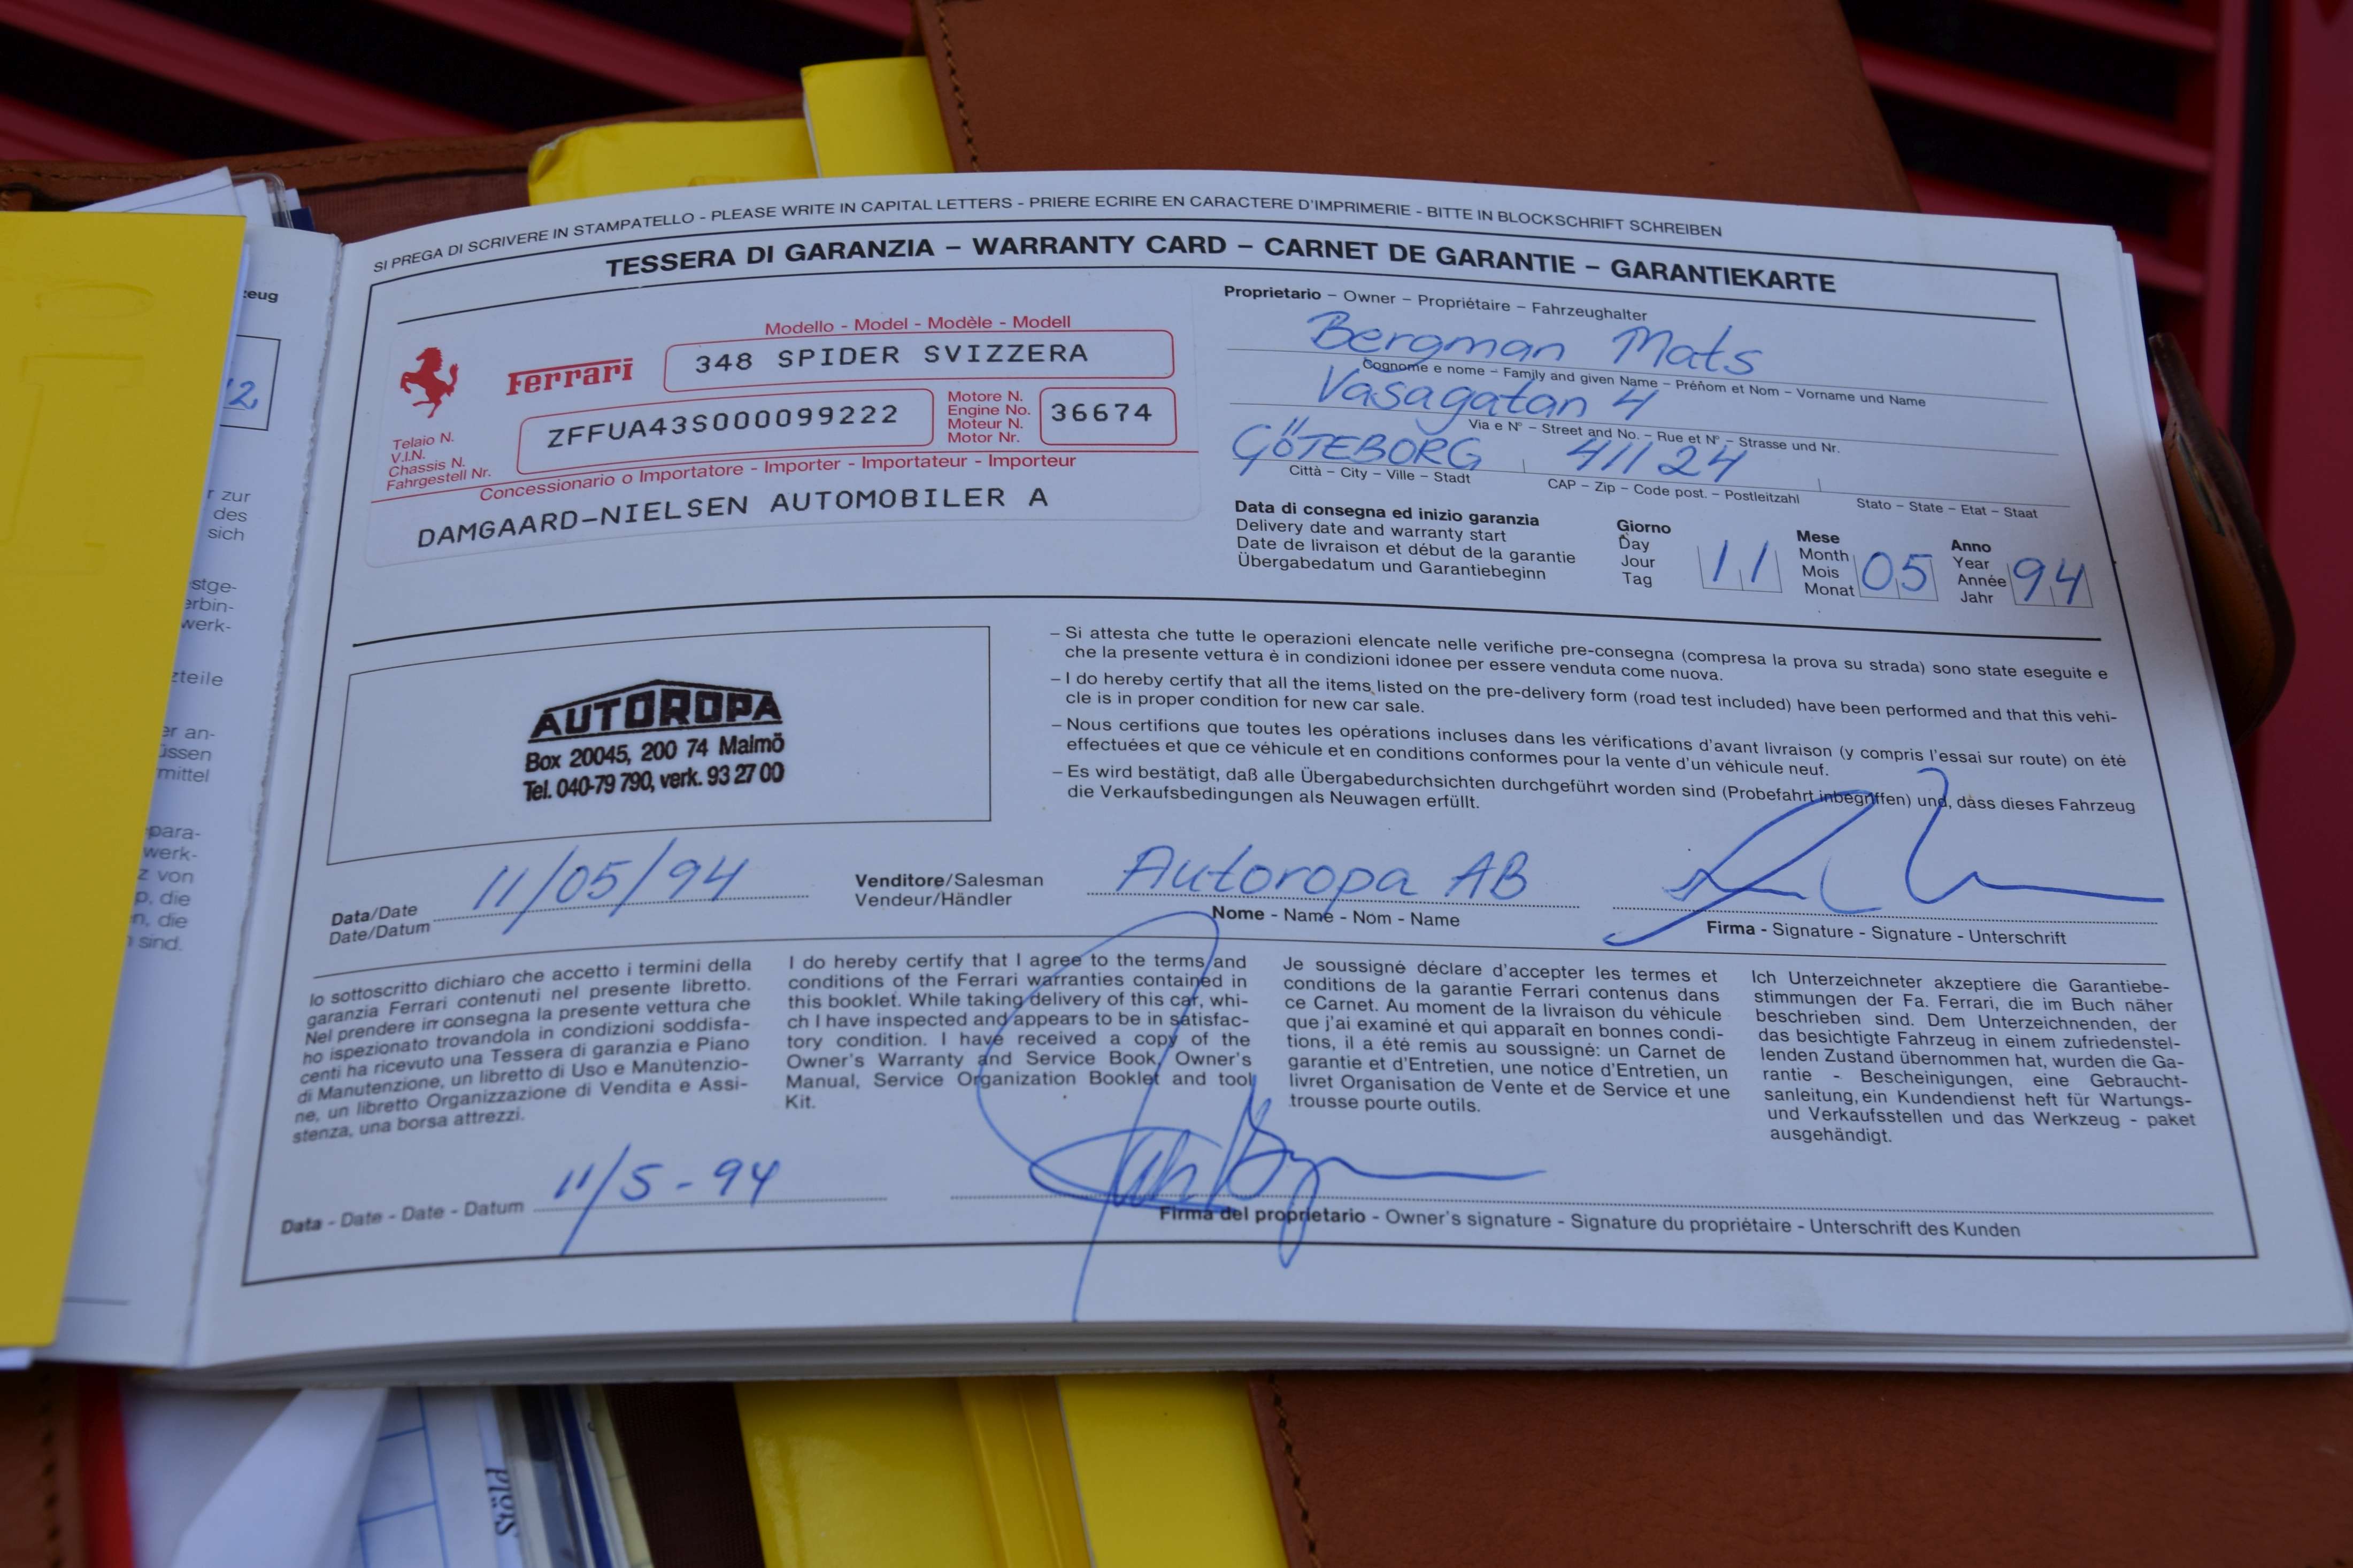 SI PREGA DI SCRIVERE IN STAMPATELLO - PLEASE WRITE IN CAPITAL LETTERS - PRIERE ECRIRE EN CARACTERE D'IMPRIMERIE - BITTE IN BLOCKSCHRIFT SCHREIBEN
TESSERA DI GARANZIA – WARRANTY CARD – CARNET DE GARANTIE – GARANTIEKARTE
Modello - Model - Modèle - Modell
Ferrari
348 SPIDER SVIZZERA
Telaio N.
V.I.N.
Chassis N.
Fahrgestell Nr.
ZFFUA43S000099222
Motore N.
Engine No.
Moteur N.
Motor Nr.
36674
Concessionario o Importatore - Importer - Importateur - Importeur
DAMGAARD-NIELSEN AUTOMOBILER A
Proprietario – Owner – Propriétaire – Fahrzeughalter
Bergman Mats
Cognome e nome – Family and given Name – Prénom et Nom – Vorname und Name
Vasagatan 4
Via e N° – Street and No. – Rue et N° – Strasse und Nr.
GÖTEBORG 41124
Città – City – Ville – Stadt
CAP – Zip – Code post. – Postleitzahl
Stato – State – Etat – Staat
Data di consegna ed inizio garanzia
Delivery date and warranty start
Date de livraison et début de la garantie
Übergabedatum und Garantiebeginn
Giorno
Day
Jour
Tag
11
Mese
Month
Mois
Monat
05
Anno
Year
Année
Jahr
94
AUTOROPA
Box 20045, 200 74 Malmö
Tel. 040-79 790, verk. 93 27 00
– Si attesta che tutte le operazioni elencate nelle verifiche pre-consegna (compresa la prova su strada) sono state eseguite e
che la presente vettura è in condizioni idonee per essere venduta come nuova.
– I do hereby certify that all the items listed on the pre-delivery form (road test included) have been performed and that this vehi-
cle is in proper condition for new car sale.
– Nous certifions que toutes les opérations incluses dans les vérifications d'avant livraison (y compris l'essai sur route) on été
effectuées et que ce véhicule et en conditions conformes pour la vente d'un véhicule neuf.
– Es wird bestätigt, daß alle Übergabedurchsichten durchgeführt worden sind (Probefahrt inbegriffen) und, dass dieses Fahrzeug
die Verkaufsbedingungen als Neuwagen erfüllt.
Data/Date
Date/Datum
11/05/94
Venditore/Salesman
Vendeur/Händler
Autoropa AB
Nome - Name - Nom - Name
Firma - Signature - Signature - Unterschrift
Io sottoscritto dichiaro che accetto i termini della
garanzia Ferrari contenuti nel presente libretto.
Nel prendere in consegna la presente vettura che
ho ispezionato trovandola in condizioni soddisfa-
centi ha ricevuto una Tessera di garanzia e Piano
di Manutenzione, un libretto di Uso e Manutenzio-
ne, un libretto Organizzazione di Vendita e Assi-
stenza, una borsa attrezzi.
I do hereby certify that I agree to the terms and
conditions of the Ferrari warranties contained in
this booklet. While taking delivery of this car, whi-
ch I have inspected and appears to be in satisfac-
tory condition. I have received a copy of the
Owner's Warranty and Service Book, Owner's
Manual, Service Organization Booklet and tool
Kit.
Je soussigné déclare d'accepter les termes et
conditions de la garantie Ferrari contenus dans
ce Carnet. Au moment de la livraison du véhicule
que j'ai examiné et qui apparaît en bonnes condi-
tions, il a été remis au soussigné: un Carnet de
garantie et d'Entretien, une notice d'Entretien, un
livret Organisation de Vente et de Service et une
trousse pourte outils.
Ich Unterzeichneter akzeptiere die Garantiebe-
stimmungen der Fa. Ferrari, die im Buch näher
beschrieben sind. Dem Unterzeichnenden, der
das besichtigte Fahrzeug in einem zufriedenstel-
lenden Zustand übernommen hat, wurden die Ga-
rantie - Bescheinigungen, eine Gebraucht-
sanleitung, ein Kundendienst heft für Wartungs-
und Verkaufsstellen und das Werkzeug - paket
ausgehändigt.
Data - Date - Date - Datum
11/5-94
Firma del proprietario - Owner's signature - Signature du propriétaire - Unterschrift des Kunden
zeug
2
r zur
des
sich
stge-
erbin-
werk-
zteile
er an-
üssen
mittel
para-
werk-
z von
p, die
n, die
sind.
Stöld